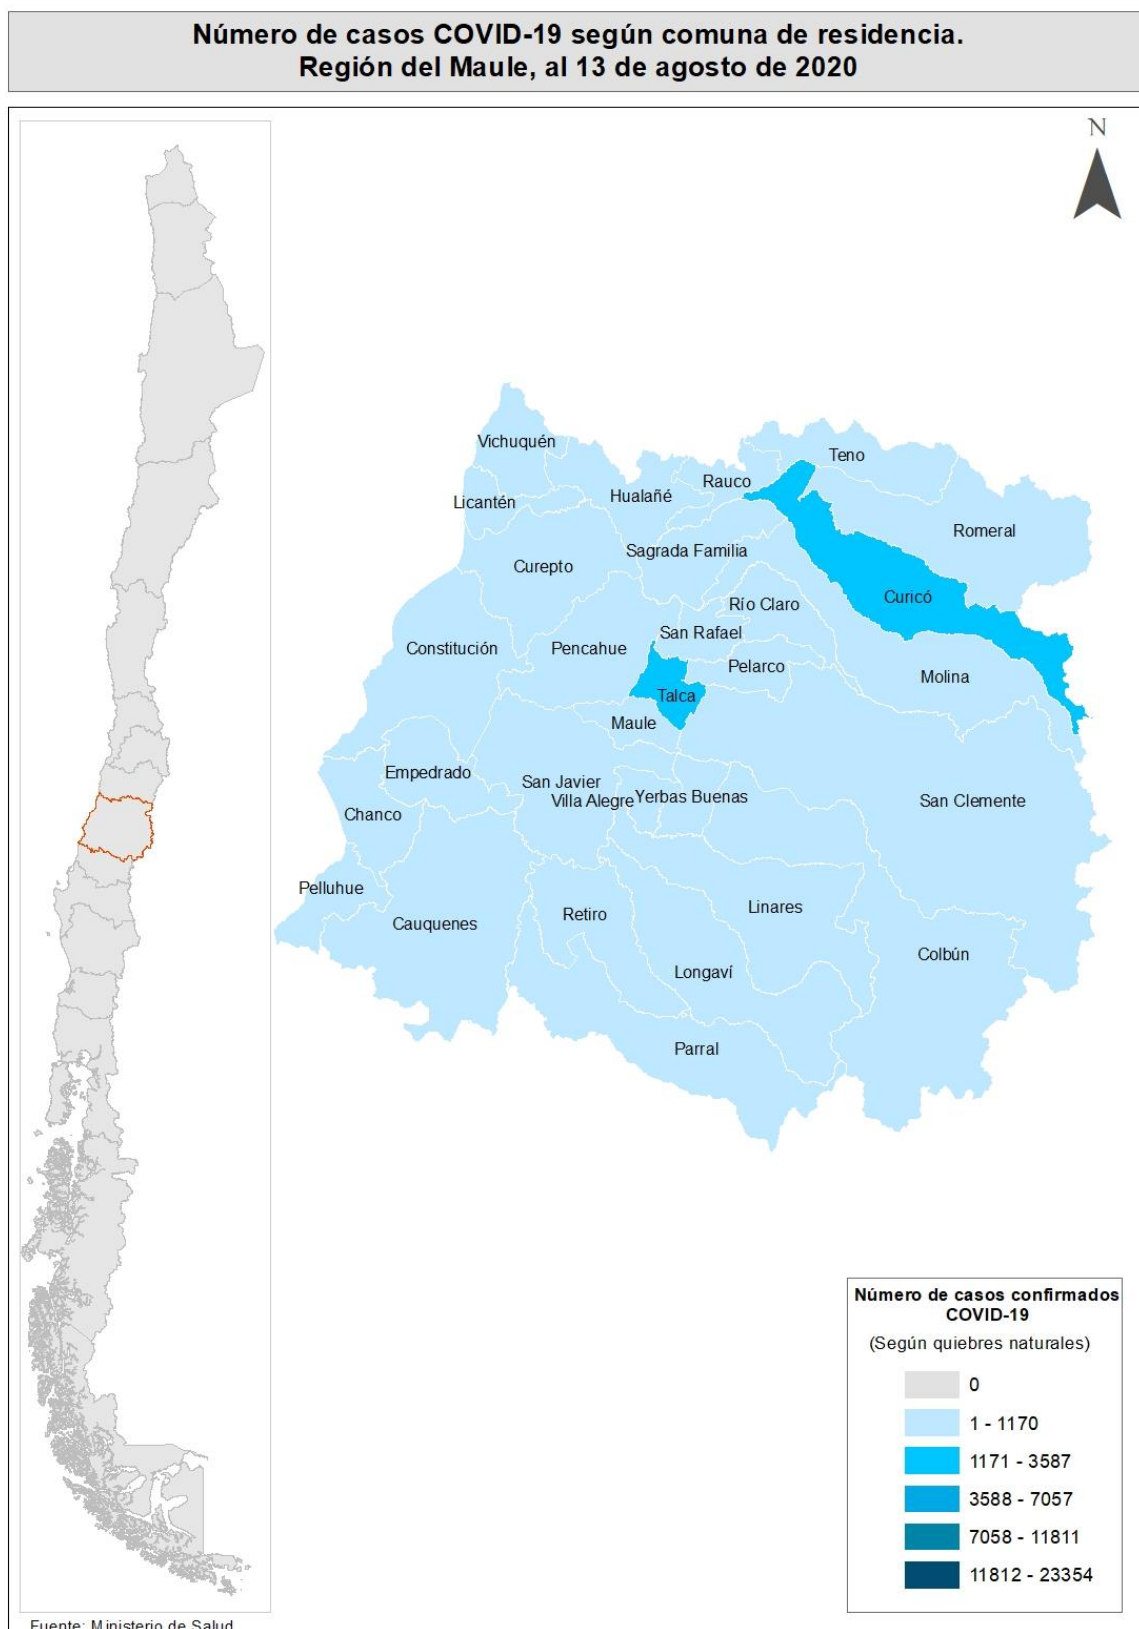 Número de casos COVID-19 según comuna de residencia.
Región del Maule, al 13 de agosto de 2020
N
Vichuquén
Teno
Rauco
Hualañé
Licantén
Romeral
Sagrada Familia
Curepto
Curicó
Río Claro
San Rafael
Constitución
Pencahue
Pelarco
Molina
Talca
Maule
Empedrado
San Javier
Villa Alegre
Yerbas Buenas
San Clemente
Chanco
Pelluhue
Cauquenes
Retiro
Linares
Colbún
Longaví
Parral
Número de casos confirmados
COVID-19
(Según quiebres naturales)
0
1 - 1170
1171 - 3587
3588 - 7057
7058 - 11811
11812 - 23354
Fuente: Ministerio de Salud